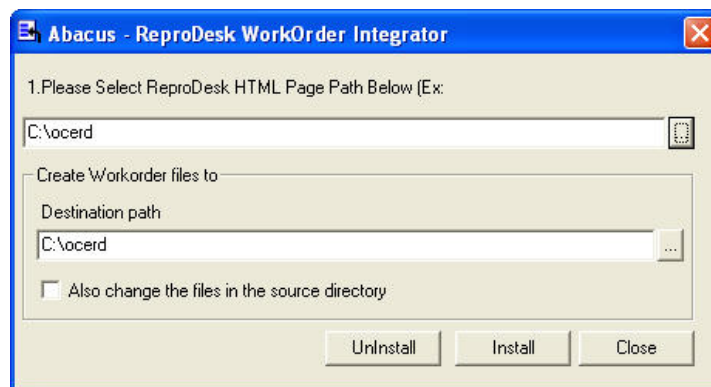 Abacus - ReproDesk WorkOrder Integrator
1.Please Select ReproDesk HTML Page Path Below (Ex:
C:\ocerd
...
Create Workorder files to
Destination path
C:\ocerd
...
Also change the files in the source directory
UnInstall Install Close